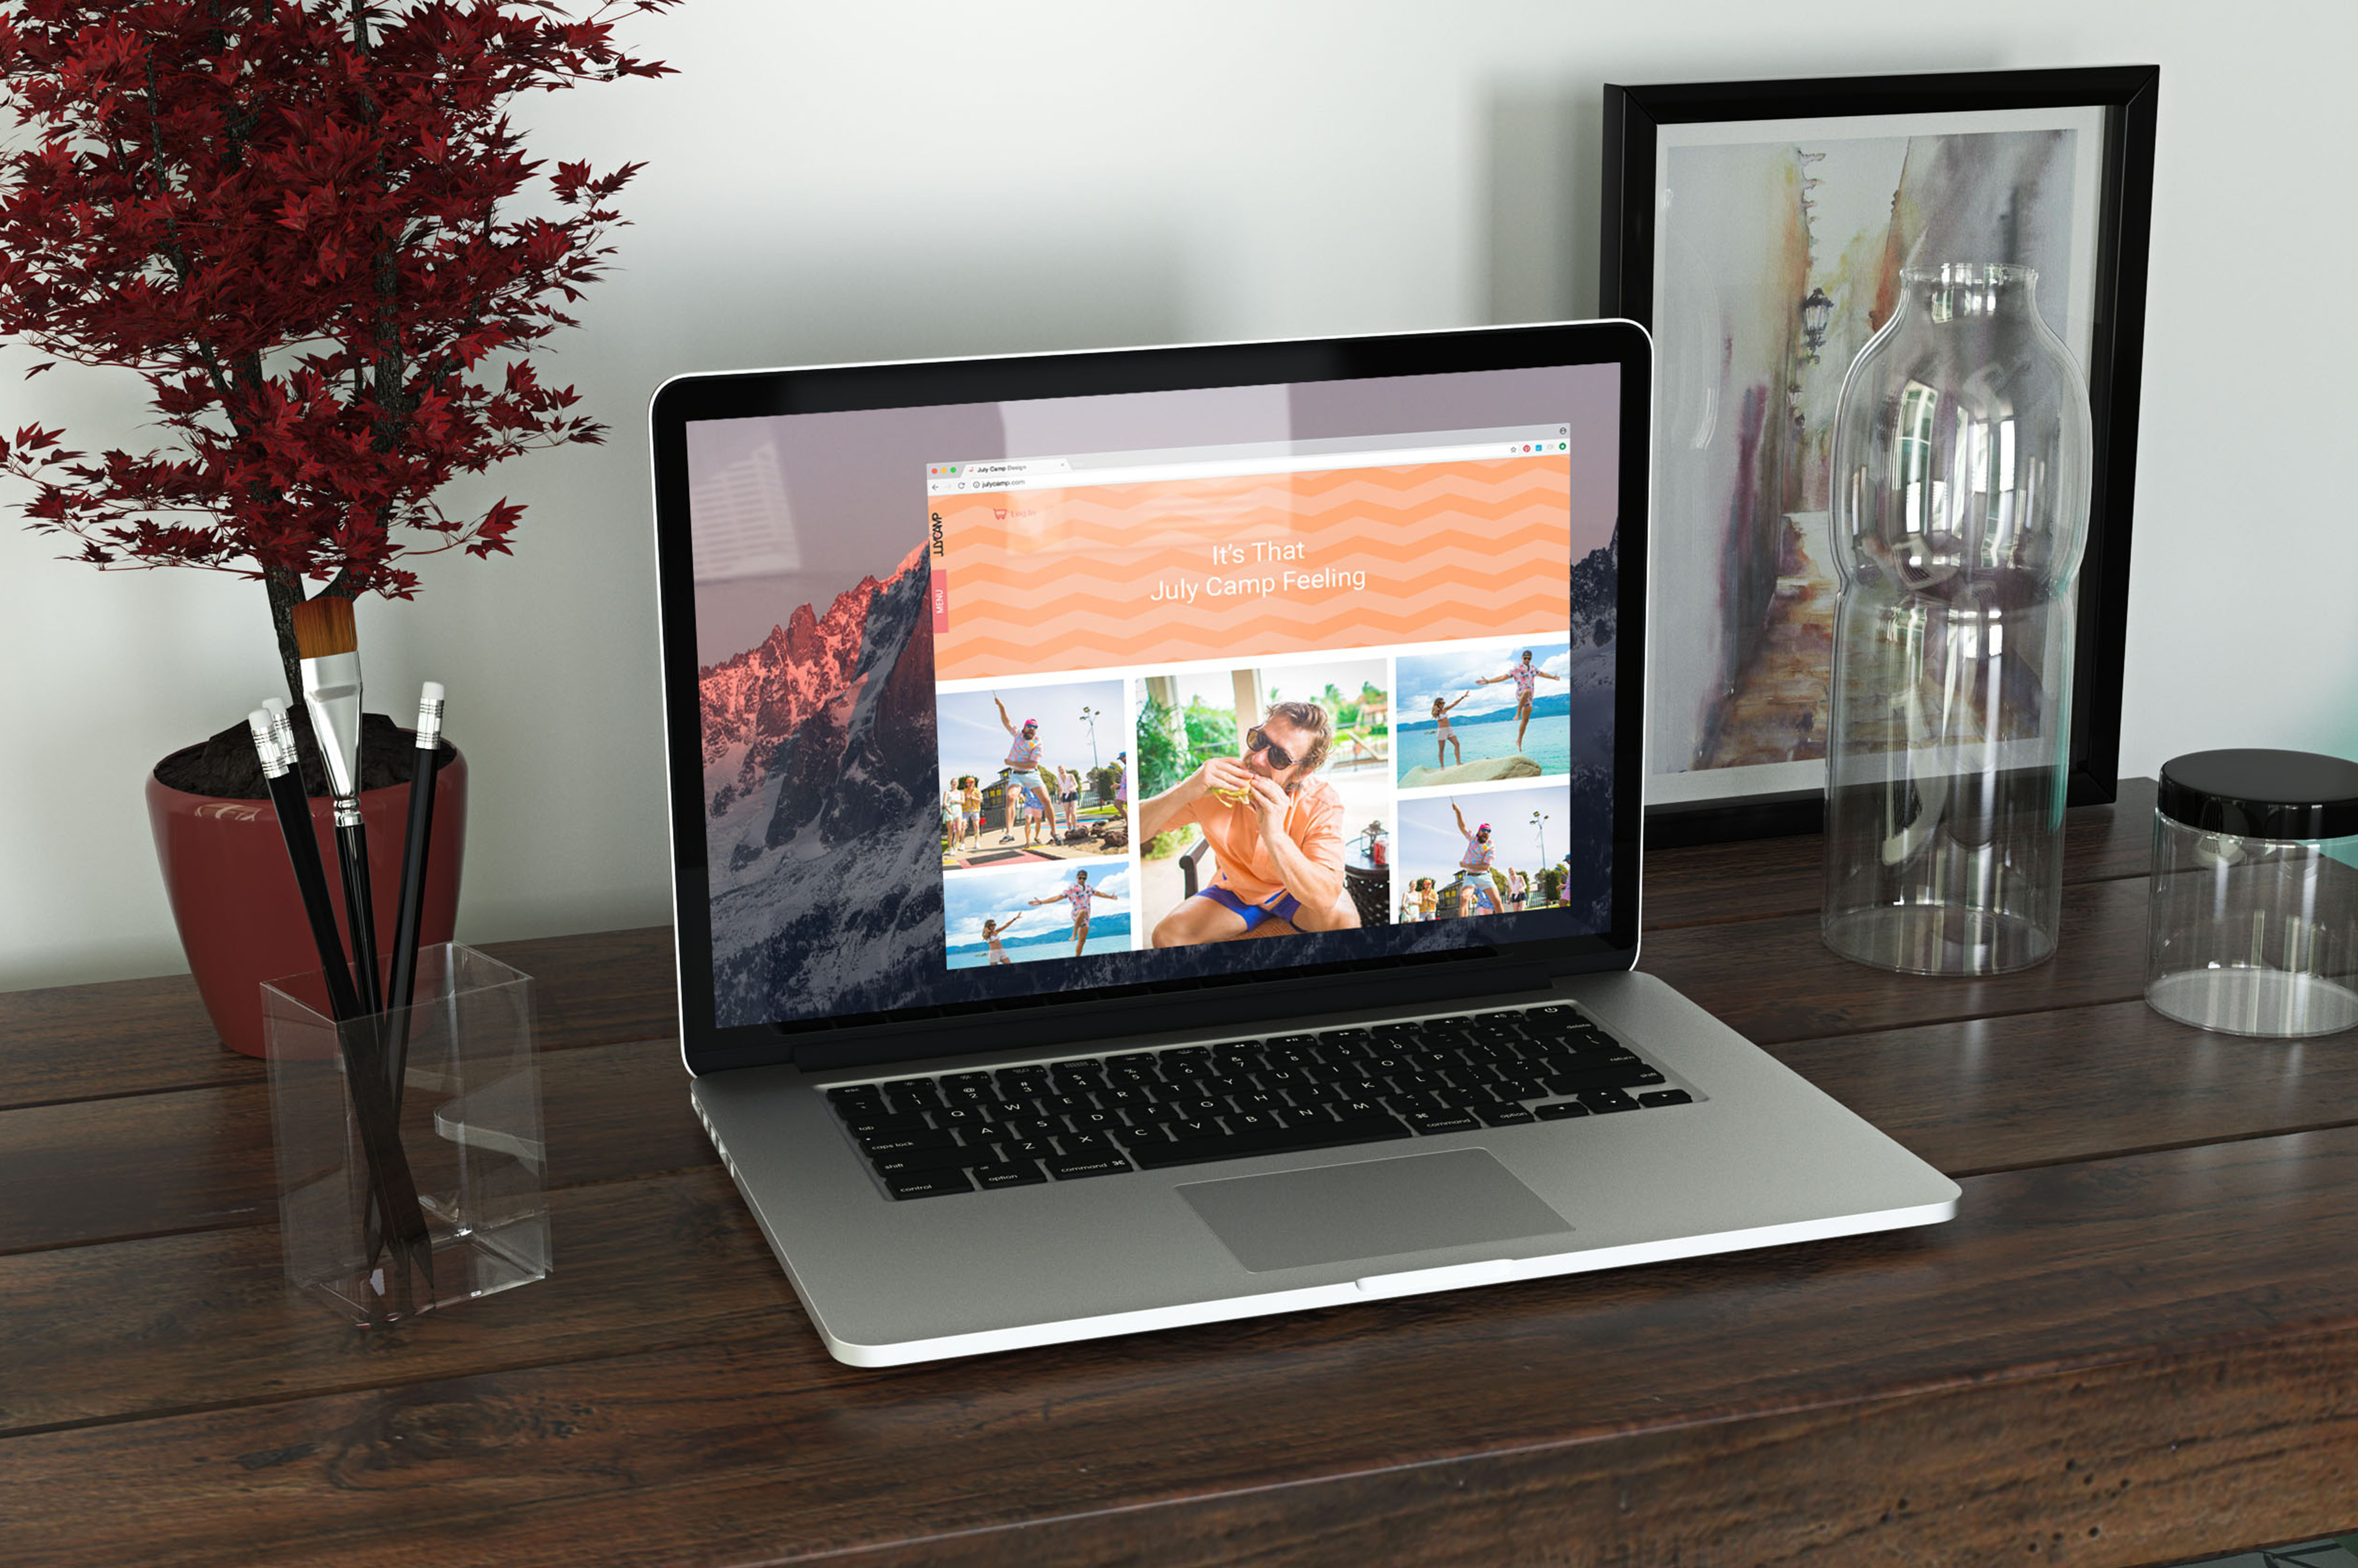 July Camp Design
julycamp.com
JULYCAMP
Log In
MENU
It's That
July Camp Feeling
esc
delete
tab
Q W E R T Y U I O P
caps lock
A S D F G H J K L
return
shift
Z X C V B N M
shift
control
option
command
command
option